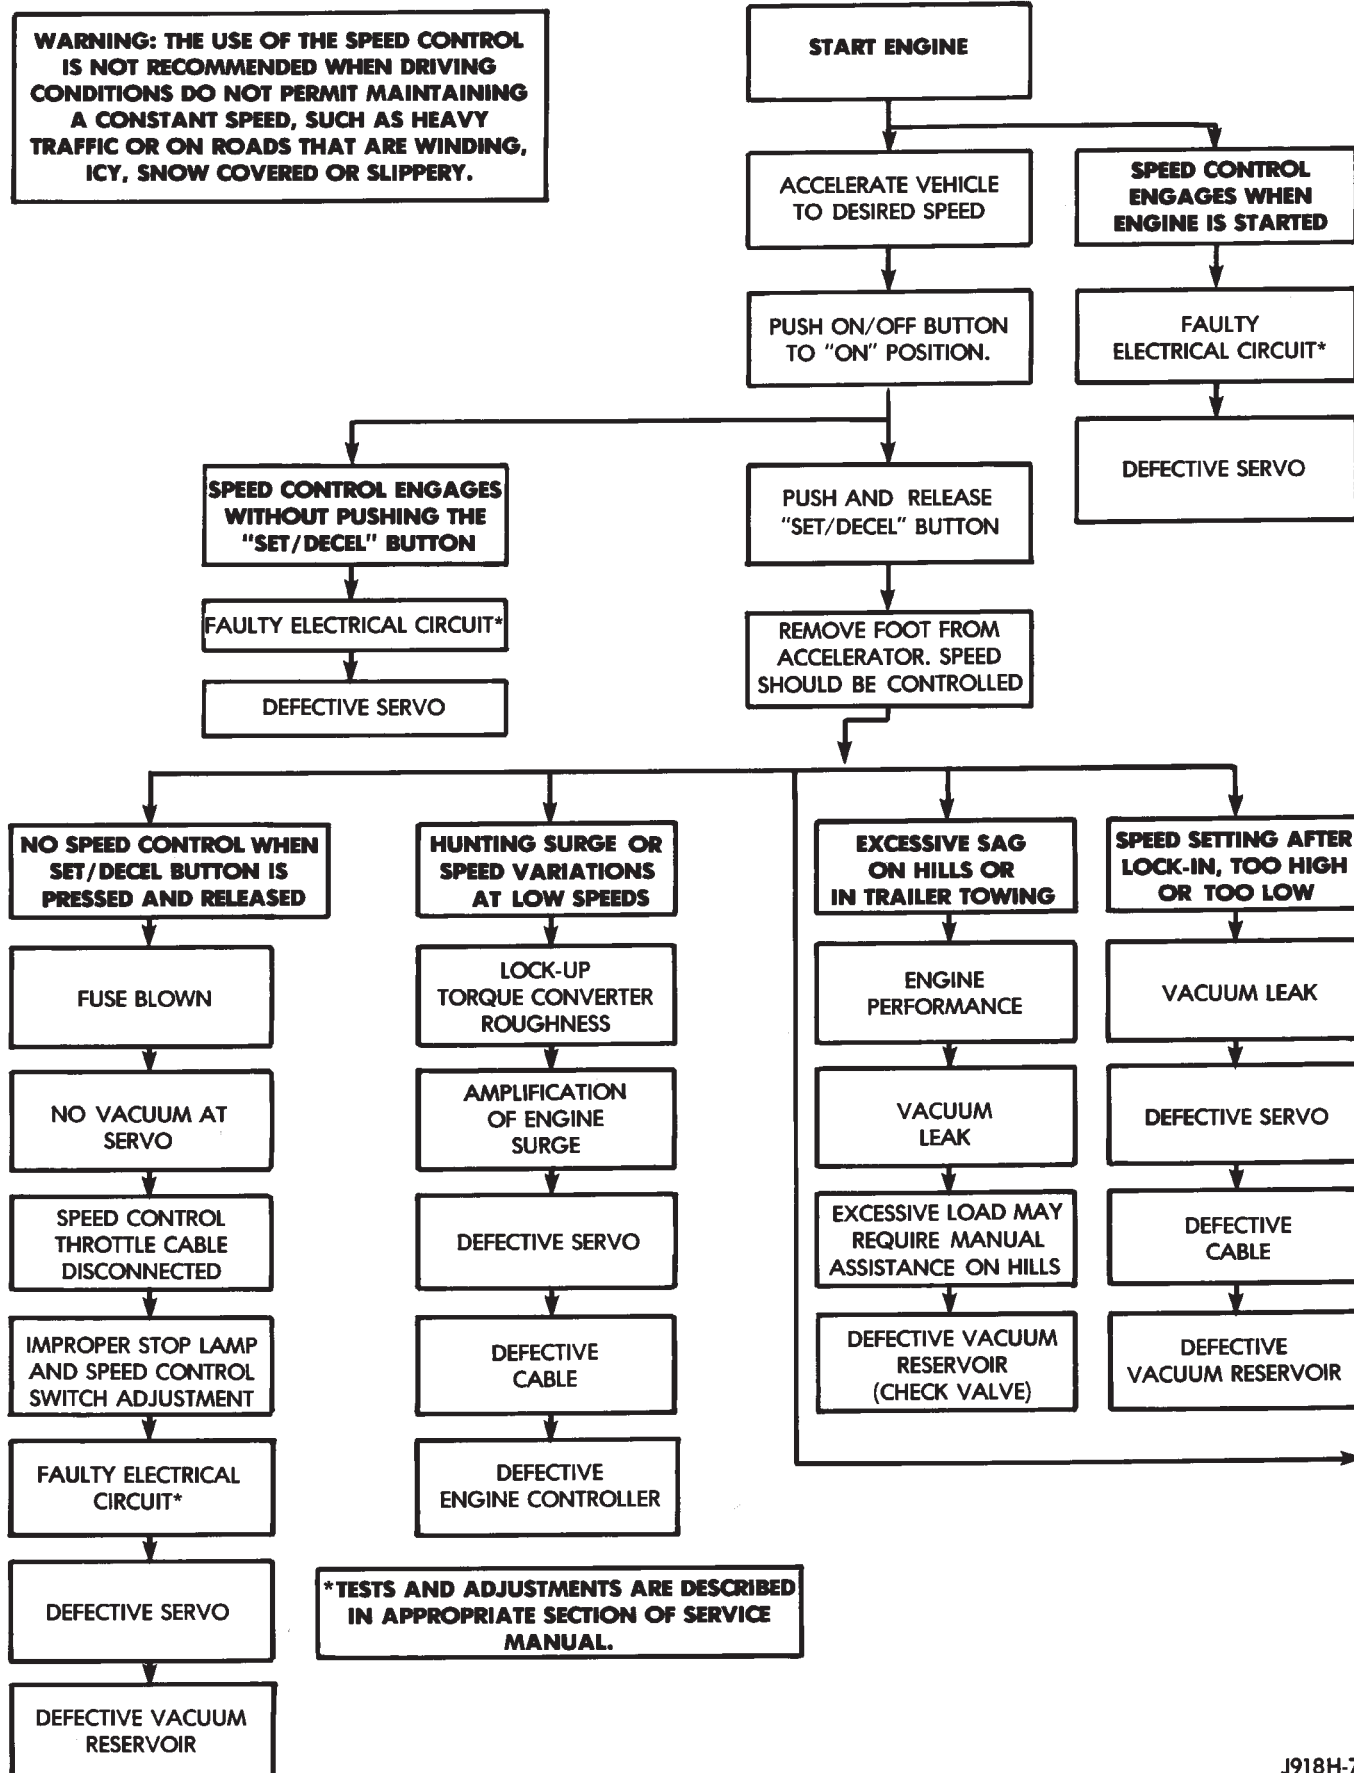 WARNING: THE USE OF THE SPEED CONTROL
IS NOT RECOMMENDED WHEN DRIVING
CONDITIONS DO NOT PERMIT MAINTAINING
A CONSTANT SPEED, SUCH AS HEAVY
TRAFFIC OR ON ROADS THAT ARE WINDING,
ICY, SNOW COVERED OR SLIPPERY.
START ENGINE
ACCELERATE VEHICLE
TO DESIRED SPEED
SPEED CONTROL
ENGAGES WHEN
ENGINE IS STARTED
PUSH ON/OFF BUTTON
TO "ON" POSITION.
FAULTY
ELECTRICAL CIRCUIT*
DEFECTIVE SERVO
SPEED CONTROL ENGAGES
WITHOUT PUSHING THE
"SET/DECEL" BUTTON
PUSH AND RELEASE
"SET/DECEL" BUTTON
FAULTY ELECTRICAL CIRCUIT*
DEFECTIVE SERVO
REMOVE FOOT FROM
ACCELERATOR. SPEED
SHOULD BE CONTROLLED
NO SPEED CONTROL WHEN
SET/DECEL BUTTON IS
PRESSED AND RELEASED
FUSE BLOWN
NO VACUUM AT
SERVO
SPEED CONTROL
THROTTLE CABLE
DISCONNECTED
IMPROPER STOP LAMP
AND SPEED CONTROL
SWITCH ADJUSTMENT
FAULTY ELECTRICAL
CIRCUIT*
DEFECTIVE SERVO
DEFECTIVE VACUUM
RESERVOIR
HUNTING SURGE OR
SPEED VARIATIONS
AT LOW SPEEDS
LOCK-UP
TORQUE CONVERTER
ROUGHNESS
AMPLIFICATION
OF ENGINE
SURGE
DEFECTIVE SERVO
DEFECTIVE
CABLE
DEFECTIVE
ENGINE CONTROLLER
EXCESSIVE SAG
ON HILLS OR
IN TRAILER TOWING
ENGINE
PERFORMANCE
VACUUM
LEAK
EXCESSIVE LOAD MAY
REQUIRE MANUAL
ASSISTANCE ON HILLS
DEFECTIVE VACUUM
RESERVOIR
(CHECK VALVE)
SPEED SETTING AFTER
LOCK-IN, TOO HIGH
OR TOO LOW
VACUUM LEAK
DEFECTIVE SERVO
DEFECTIVE
CABLE
DEFECTIVE
VACUUM RESERVOIR
*TESTS AND ADJUSTMENTS ARE DESCRIBED
IN APPROPRIATE SECTION OF SERVICE
MANUAL.
J918H-7